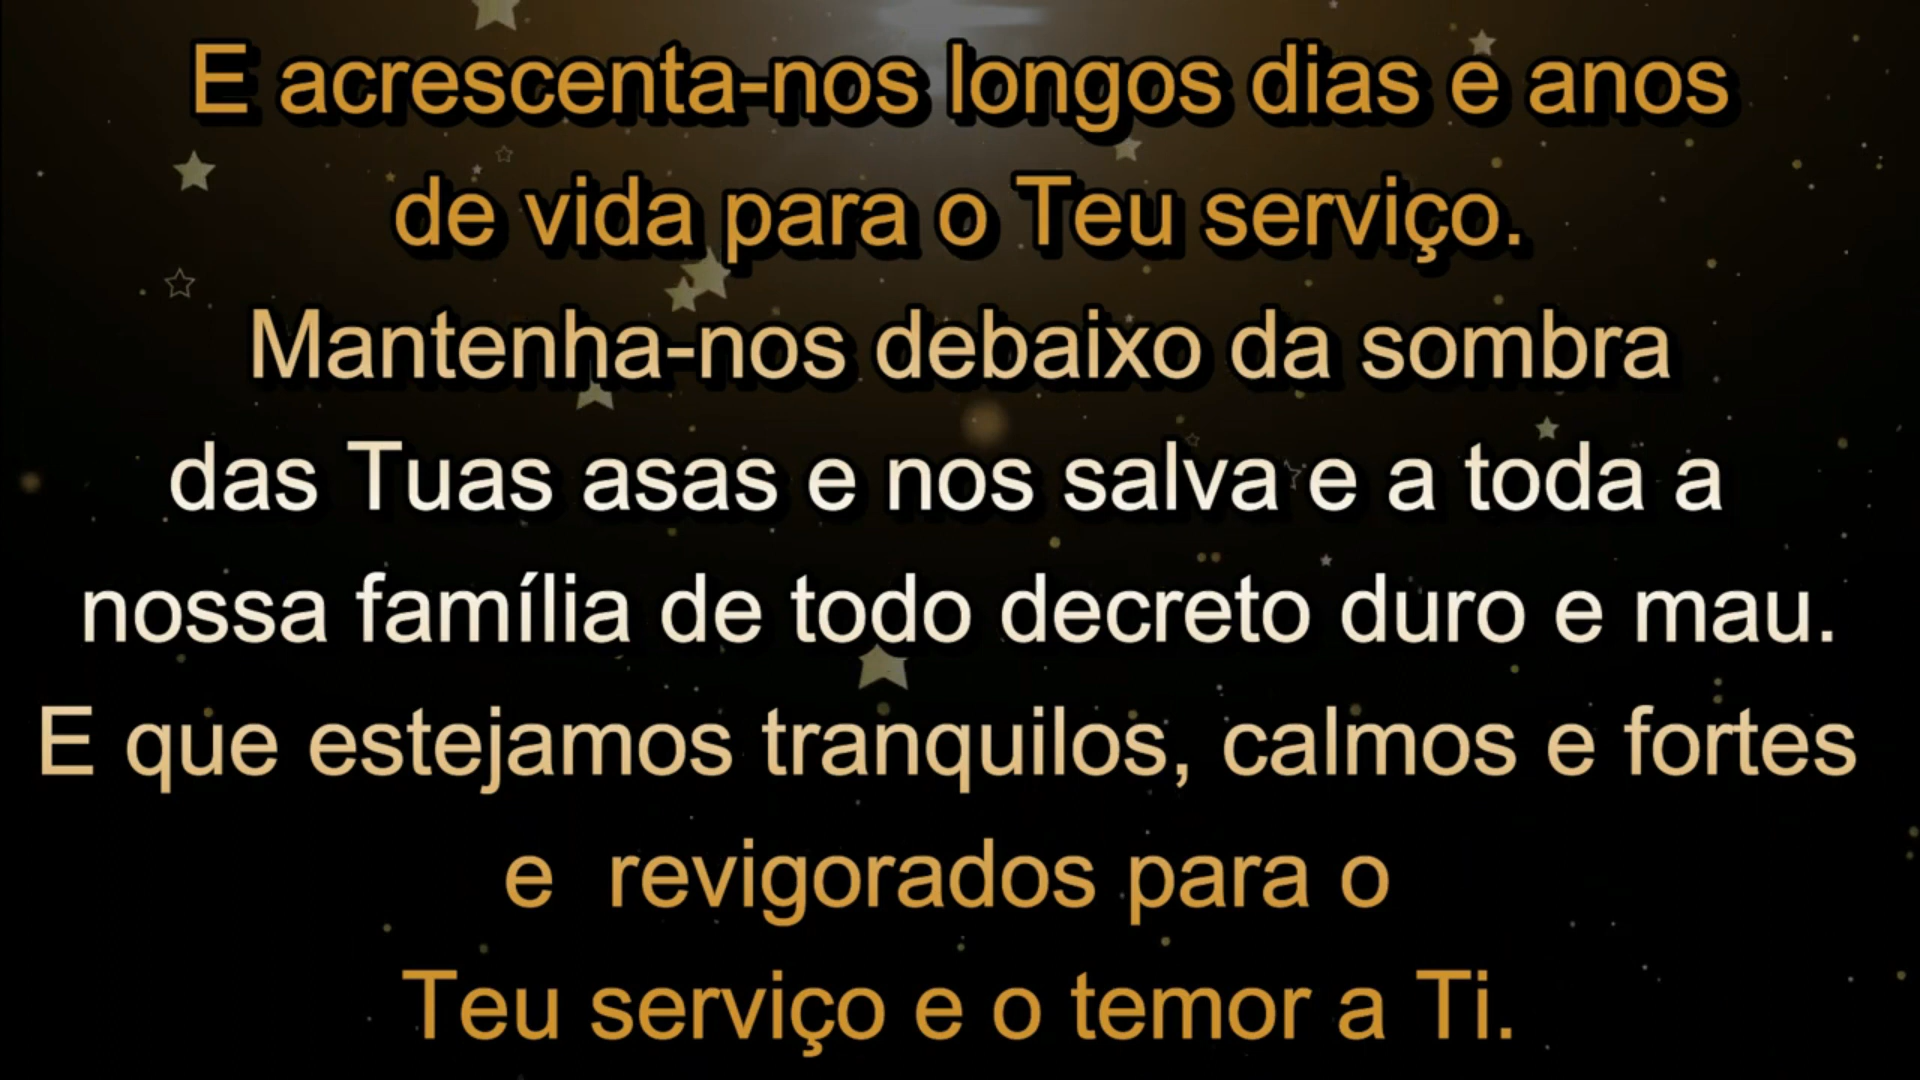 E acrescenta-nos longos dias e anos
de vida para o Teu serviço.
Mantenha-nos debaixo da sombra
das Tuas asas e nos salva e a toda a
nossa família de todo decreto duro e mau.
E que estejamos tranquilos, calmos e fortes
e revigorados para o
Teu serviço e o temor a Ti.